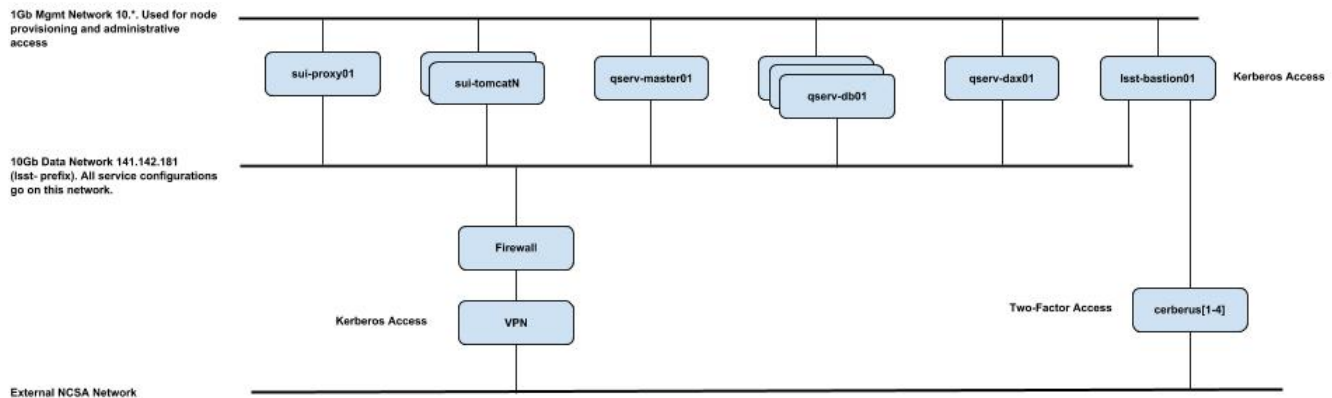 1Gb Mgmt Network 10.*. Used for node
provisioning and administrative
access
sui-proxy01
sui-tomcatN
qserv-master01
qserv-db01
qserv-dax01
lsst-bastion01
Kerberos Access
10Gb Data Network 141.142.181
(lsst- prefix). All service configurations
go on this network.
Firewall
Kerberos Access
VPN
Two-Factor Access
cerberus[1-4]
External NCSA Network